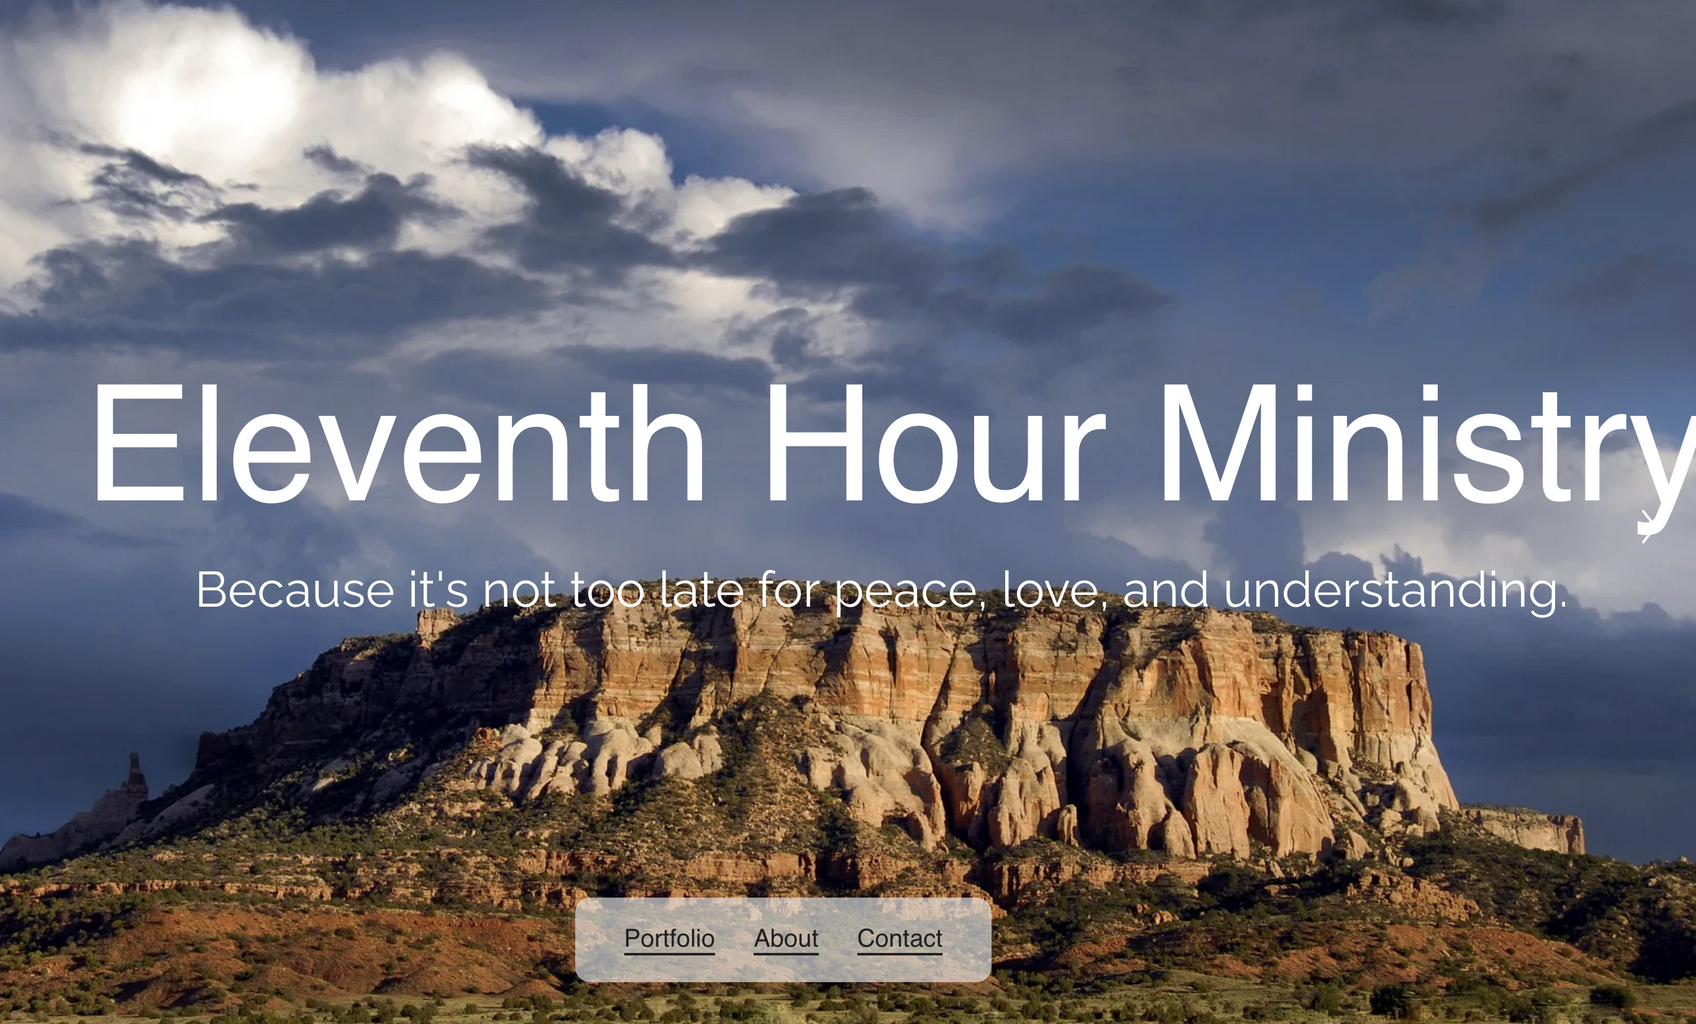 Eleventh Hour Ministry
Because it's not too late for peace, love, and understanding.
Portfolio About Contact